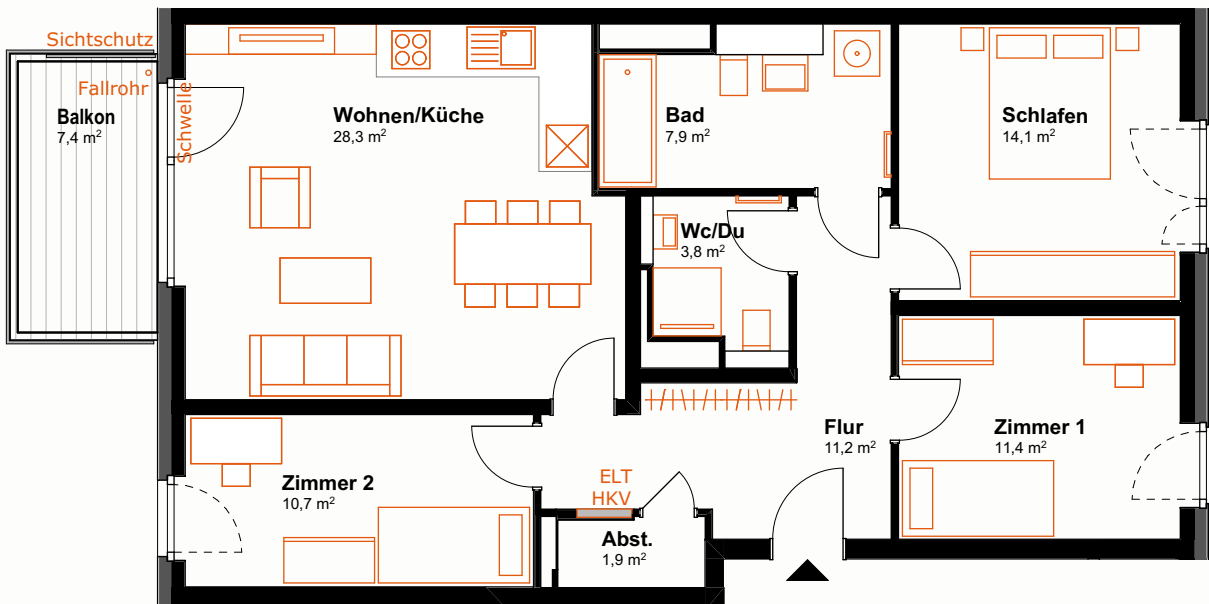 Sichtschutz
Fallrohr
Balkon
7,4 m²
Schwelle
Wohnen/Küche
28,3 m²
Bad
7,9 m²
Schlafen
14,1 m²
Wc/Du
3,8 m²
Flur
11,2 m²
Zimmer 1
11,4 m²
Zimmer 2
10,7 m²
ELT
HKV
Abst.
1,9 m²